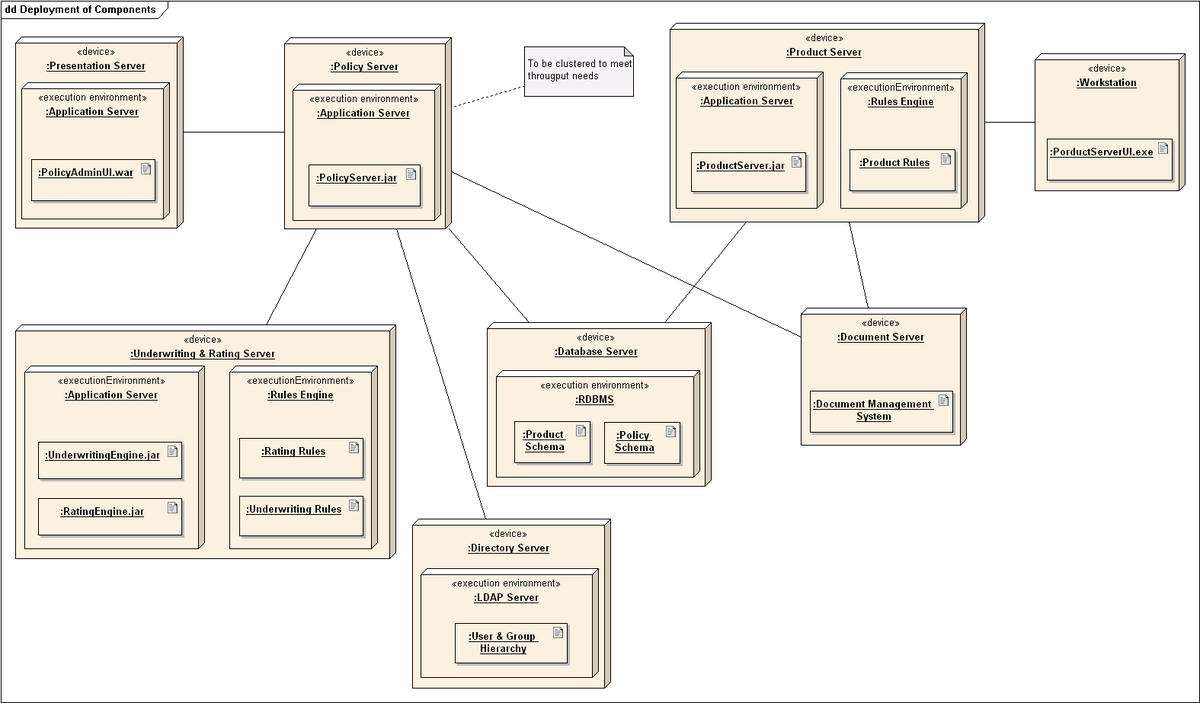 dd Deployment of Components
«device»
:Presentation Server
«execution environment»
:Application Server
:PolicyAdminUI.war
«device»
:Policy Server
«execution environment»
:Application Server
:PolicyServer.jar
To be clustered to meet
througput needs
«device»
:Product Server
«execution environment»
:Application Server
:ProductServer.jar
«executionEnvironment»
:Rules Engine
:Product Rules
«device»
:Workstation
:PorductServerUI.exe
«device»
:Underwriting & Rating Server
«executionEnvironment»
:Application Server
:UnderwritingEngine.jar
:RatingEngine.jar
«executionEnvironment»
:Rules Engine
:Rating Rules
:Underwriting Rules
«device»
:Database Server
«execution environment»
:RDBMS
:Product
Schema
:Policy
Schema
«device»
:Document Server
:Document Management
System
«device»
:Directory Server
«execution environment»
:LDAP Server
:User & Group
Hierarchy